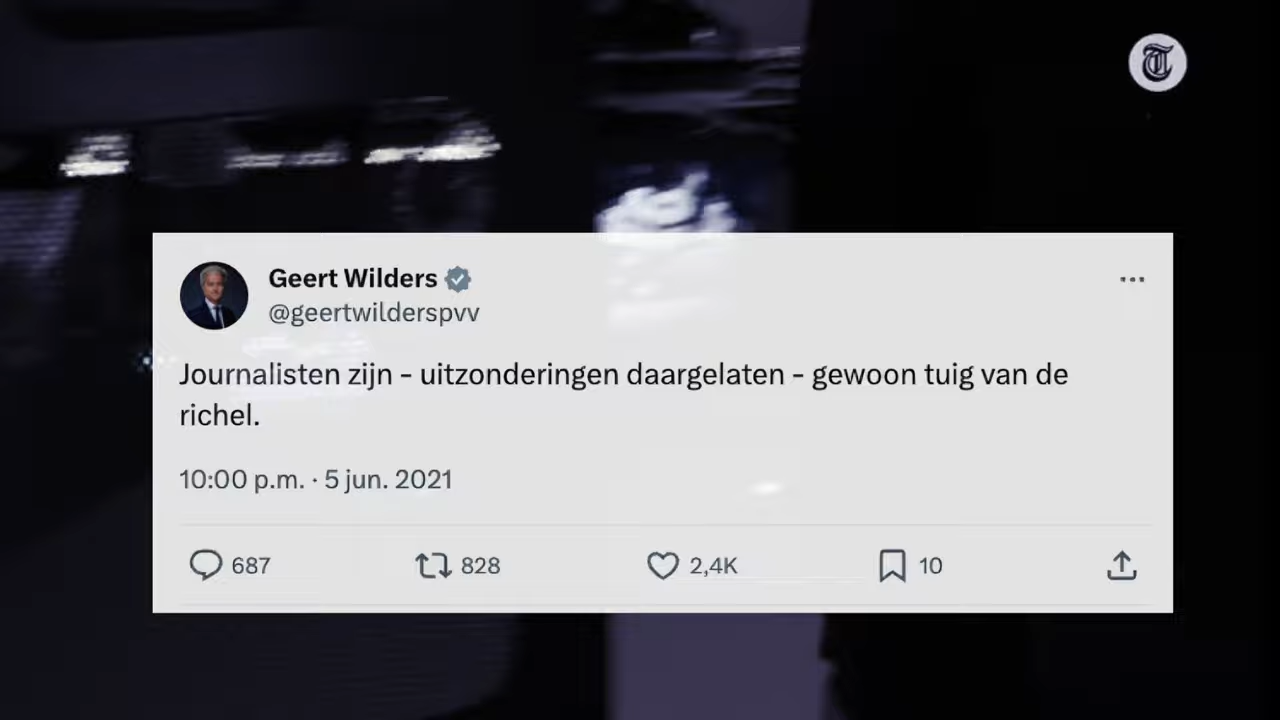 T
Geert Wilders
@geertwilderspvv
Journalisten zijn - uitzonderingen daargelaten - gewoon tuig van de
richel.
10:00 p.m. · 5 jun. 2021
687 828 2,4K 10